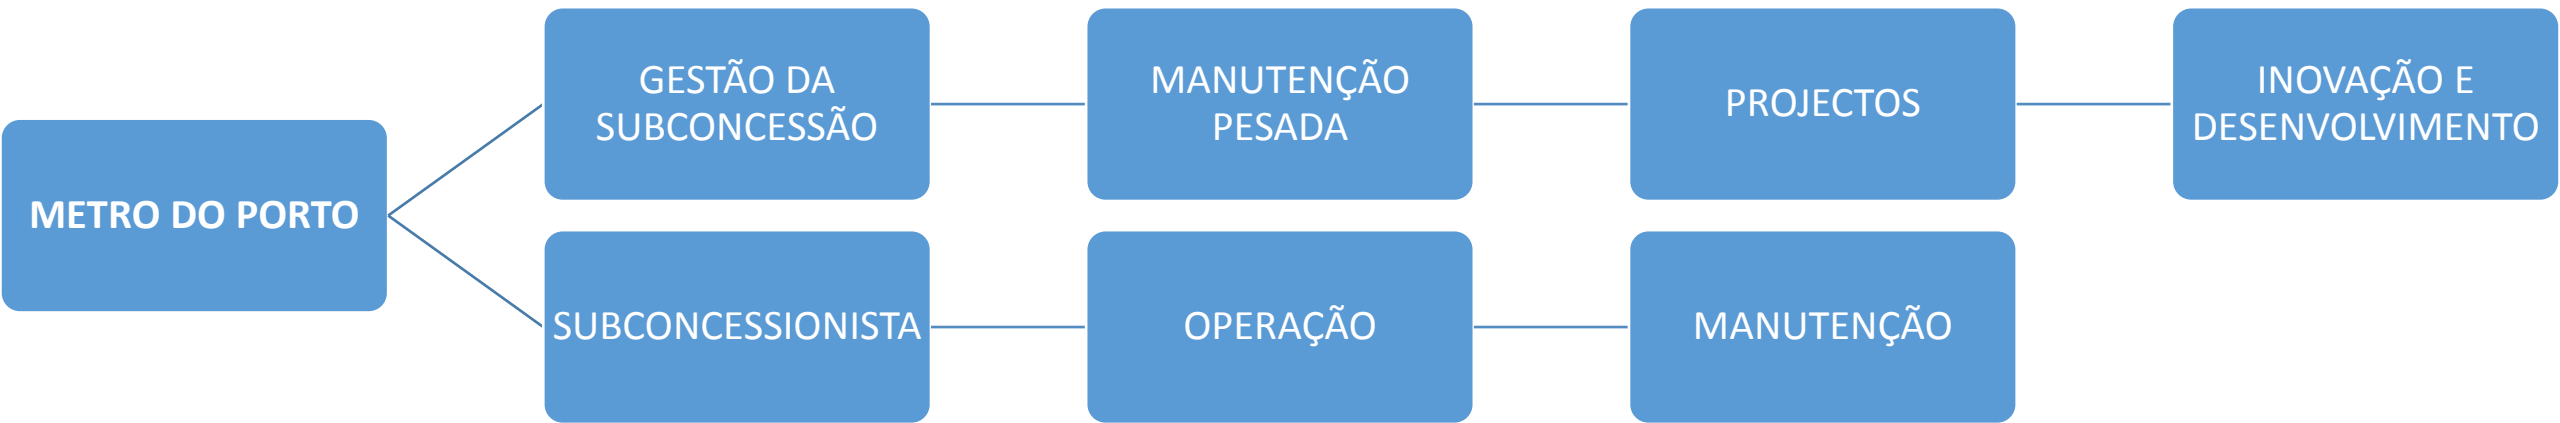 METRO DO PORTO
GESTÃO DA
SUBCONCESSÃO
MANUTENÇÃO
PESADA
PROJECTOS
INOVAÇÃO E
DESENVOLVIMENTO
SUBCONCESSIONISTA
OPERAÇÃO
MANUTENÇÃO